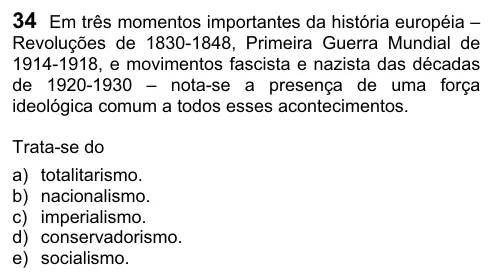 34 Em três momentos importantes da história européia –
Revoluções de 1830-1848, Primeira Guerra Mundial de
1914-1918, e movimentos fascista e nazista das décadas
de 1920-1930 – nota-se a presença de uma força
ideológica comum a todos esses acontecimentos.
Trata-se do
a) totalitarismo.
b) nacionalismo.
c) imperialismo.
d) conservadorismo.
e) socialismo.